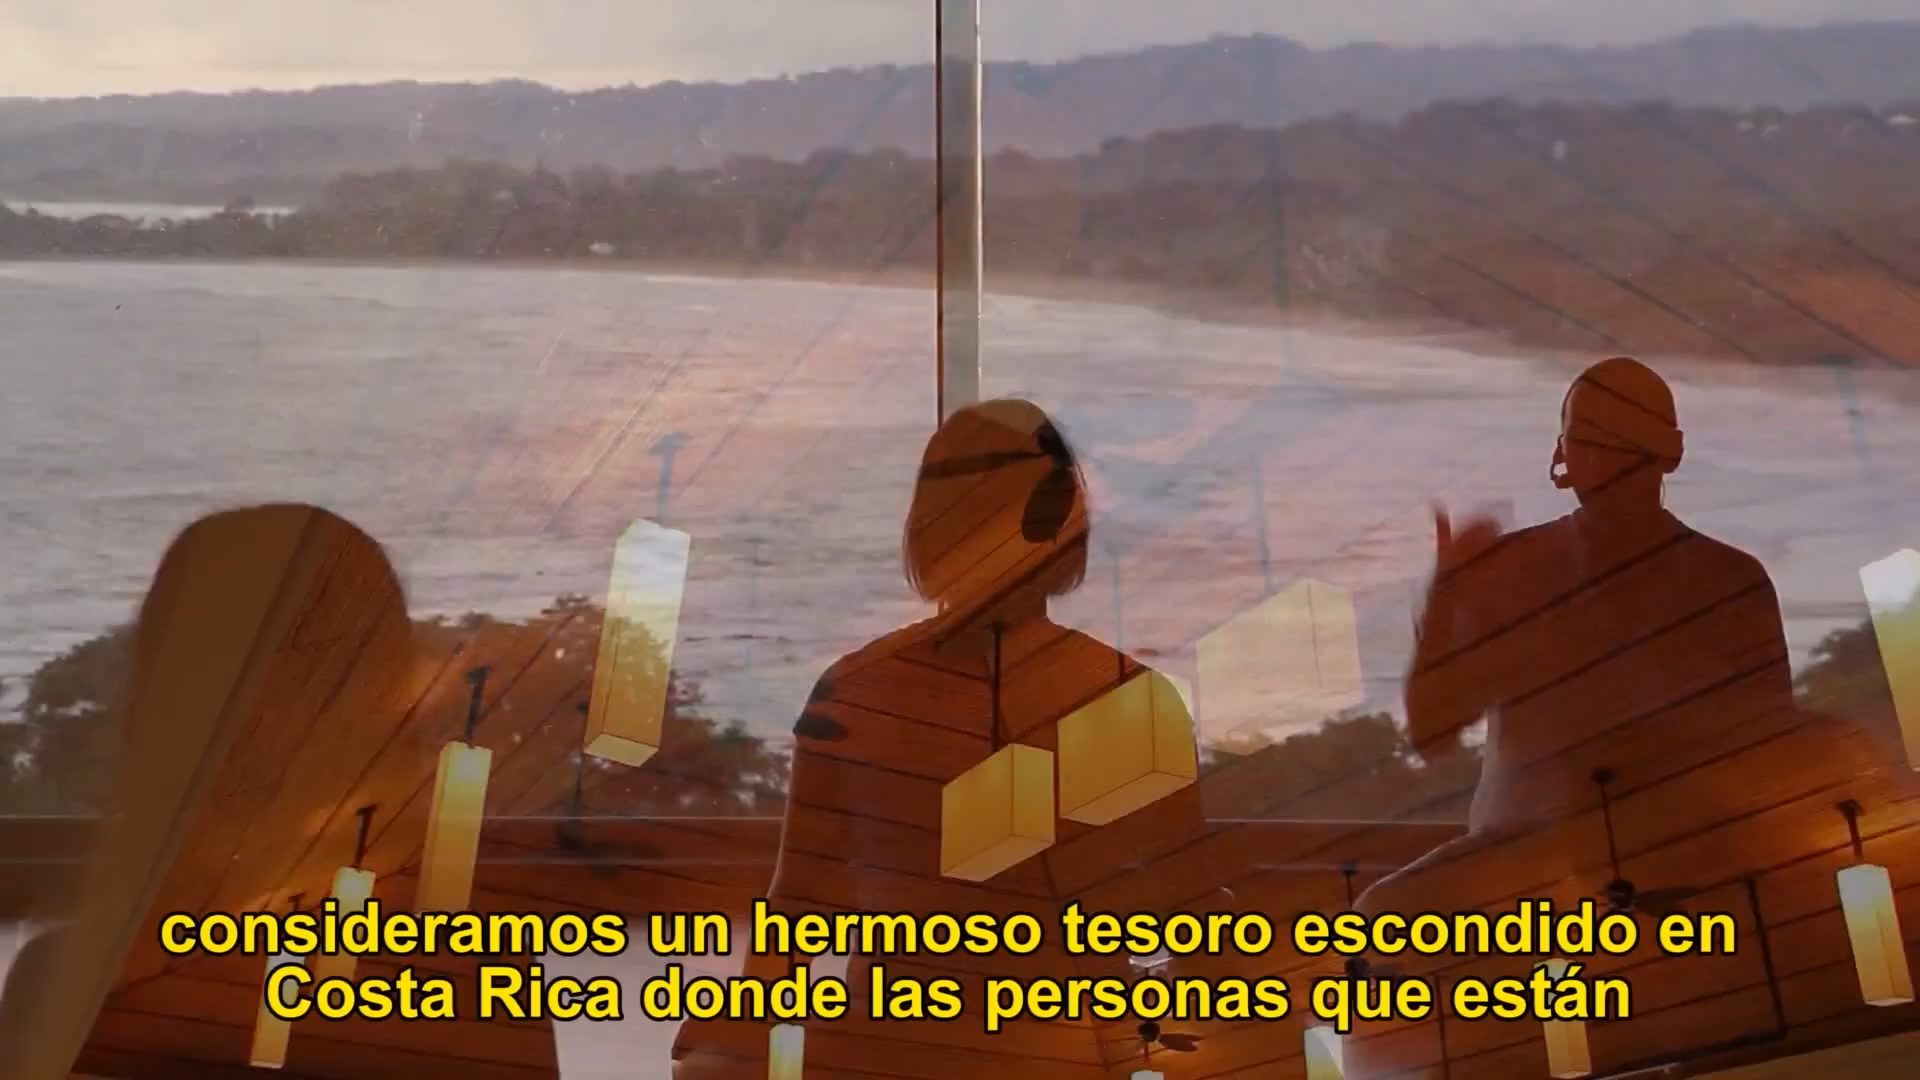 consideramos un hermoso tesoro escondido en
Costa Rica donde las personas que están